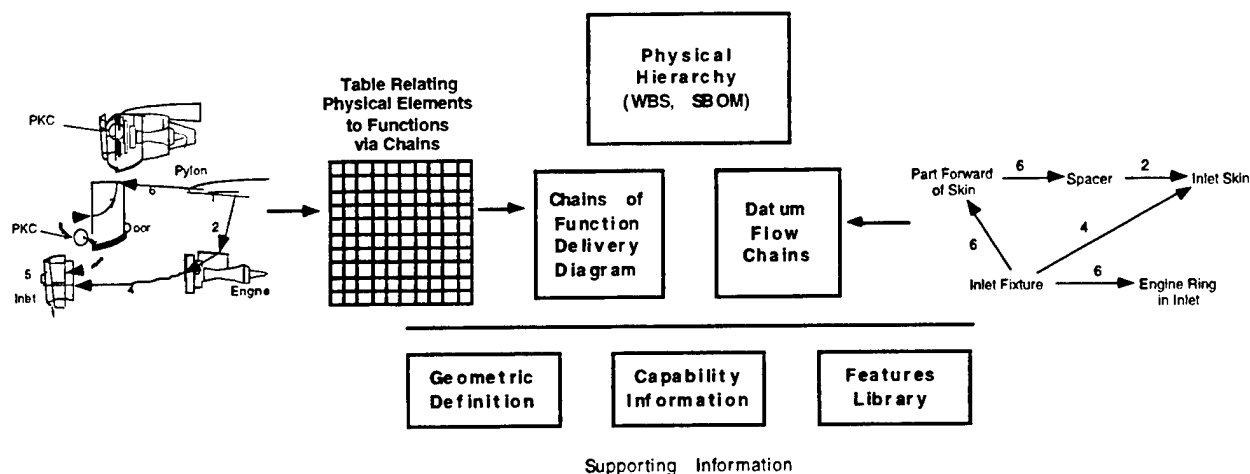 Physical
Hierarchy
(WBS, SBOM)
Table Relating
Physical Elements
to Functions
via Chains
PKC
Pylon
6
1
2
PKC
oor
5
Inlet
4
Engne
Chains of
Function
Delivery
Diagram
Datum
Flow
Chains
Part Forward
of Skin
6
Spacer
2
Inlet Skin
6
4
Inlet Fixture
6
Engine Ring
in Inlet
Geometric
Definition
Capability
Information
Features
Library
Supporting Information